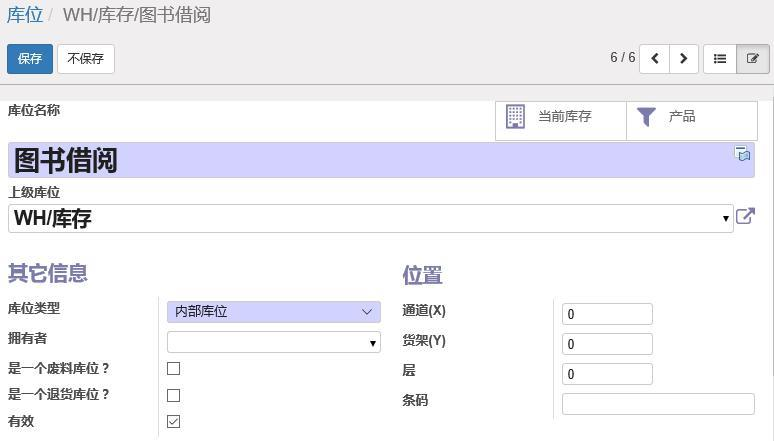 库位 / WH/库存/图书借阅
保存 不保存 6 / 6
库位名称
当前库存 产品
图书借阅
上级库位
WH/库存
其它信息
库位类型 内部库位
拥有者
是一个废料库位？
是一个退货库位？
有效
位置
通道(X) 0
货架(Y) 0
层 0
条码